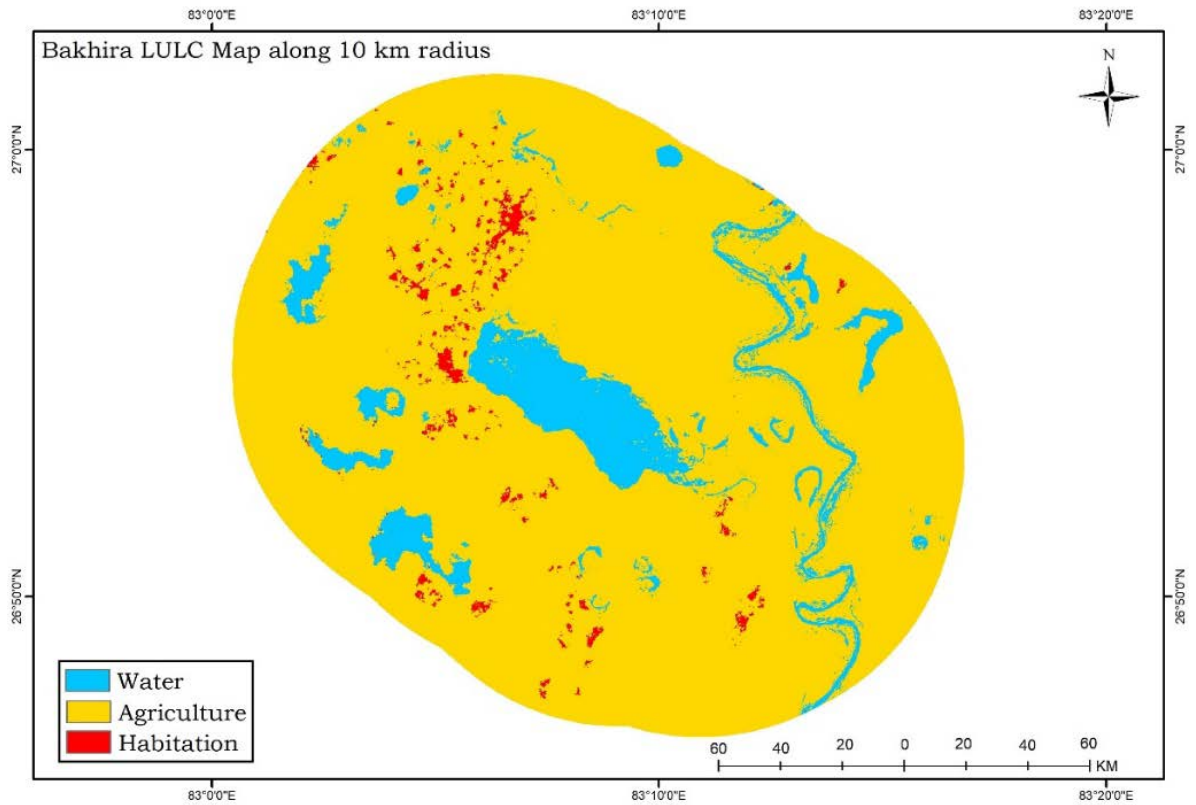 83°0'0"E 83°10'0"E 83°20'0"E
Bakhira LULC Map along 10 km radius
N
27°0'0"N 27°0'0"N
26°50'0"N 26°50'0"N
Water
Agriculture
Habitation
60 40 20 0 20 40 60
KM
83°0'0"E 83°10'0"E 83°20'0"E